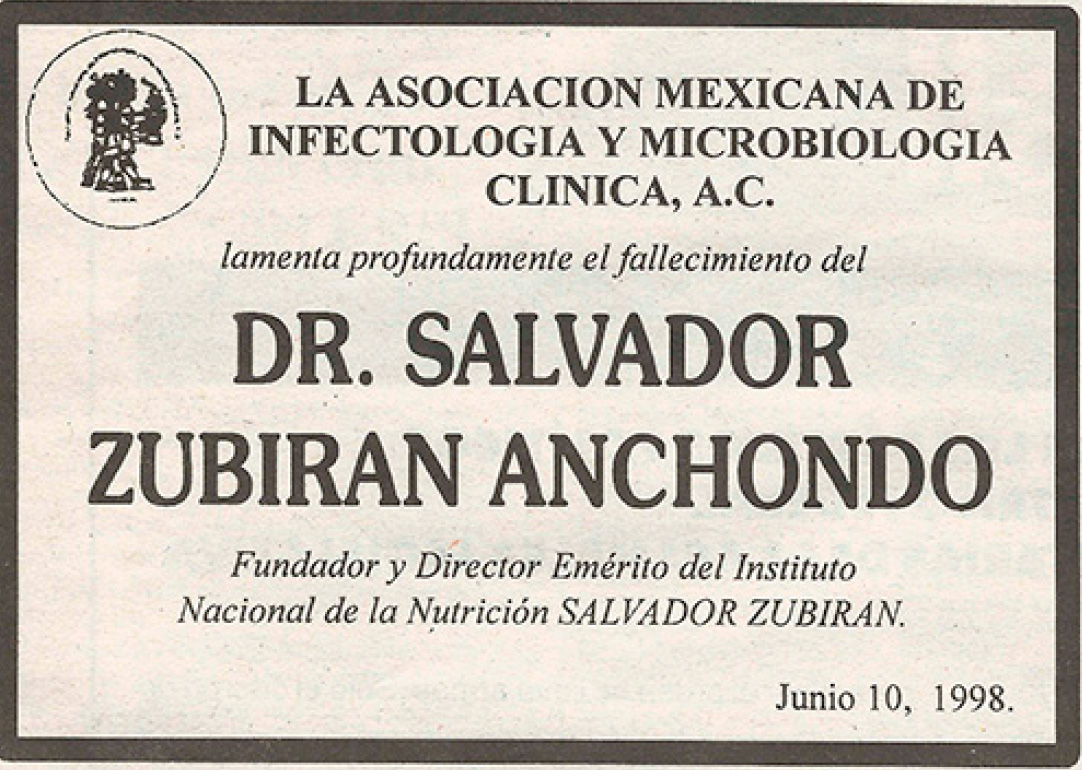 LA ASOCIACION MEXICANA DE
INFECTOLOGIA Y MICROBIOLOGIA
CLINICA, A.C.
lamenta profundamente el fallecimiento del
DR. SALVADOR
ZUBIRAN ANCHONDO
Fundador y Director Emérito del Instituto
Nacional de la Nutrición SALVADOR ZUBIRAN.
Junio 10, 1998.